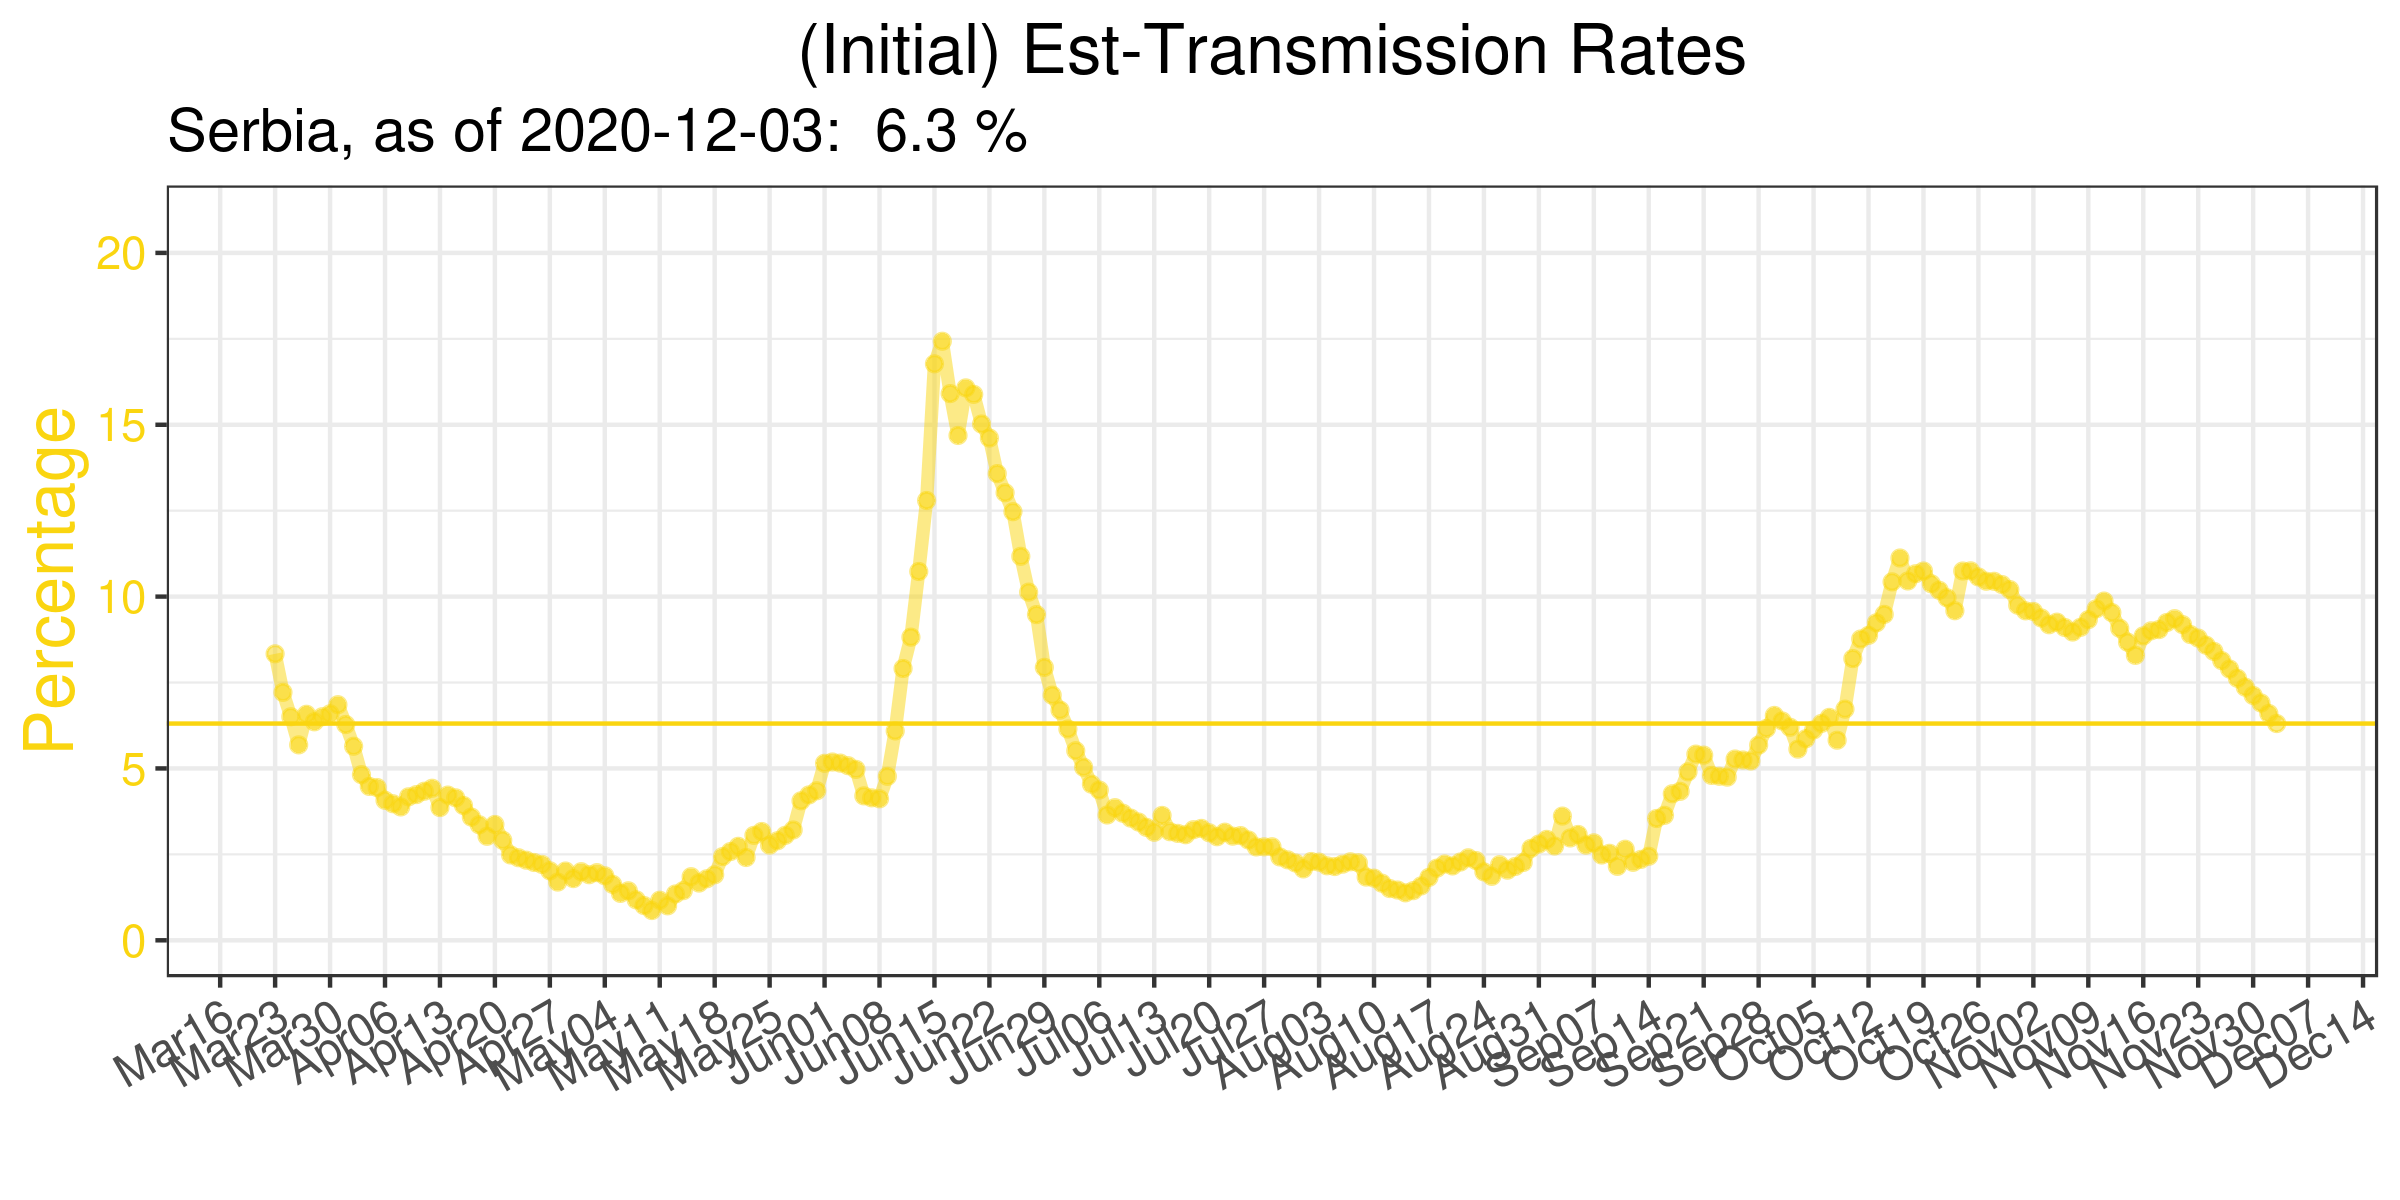 (Initial) Est-Transmission Rates
Serbia, as of 2020-12-03:  6.3 %
Percentage
20
15
10
5
0
Mar16
Mar23
Mar30
Apr06
Apr13
Apr20
Apr27
May04
May11
May18
May25
Jun01
Jun08
Jun15
Jun22
Jun29
Jul06
Jul13
Jul20
Jul27
Aug03
Aug10
Aug17
Aug24
Aug31
Sep07
Sep14
Sep21
Sep28
Oct05
Oct12
Oct19
Oct26
Nov02
Nov09
Nov16
Nov23
Nov30
Dec07
Dec14